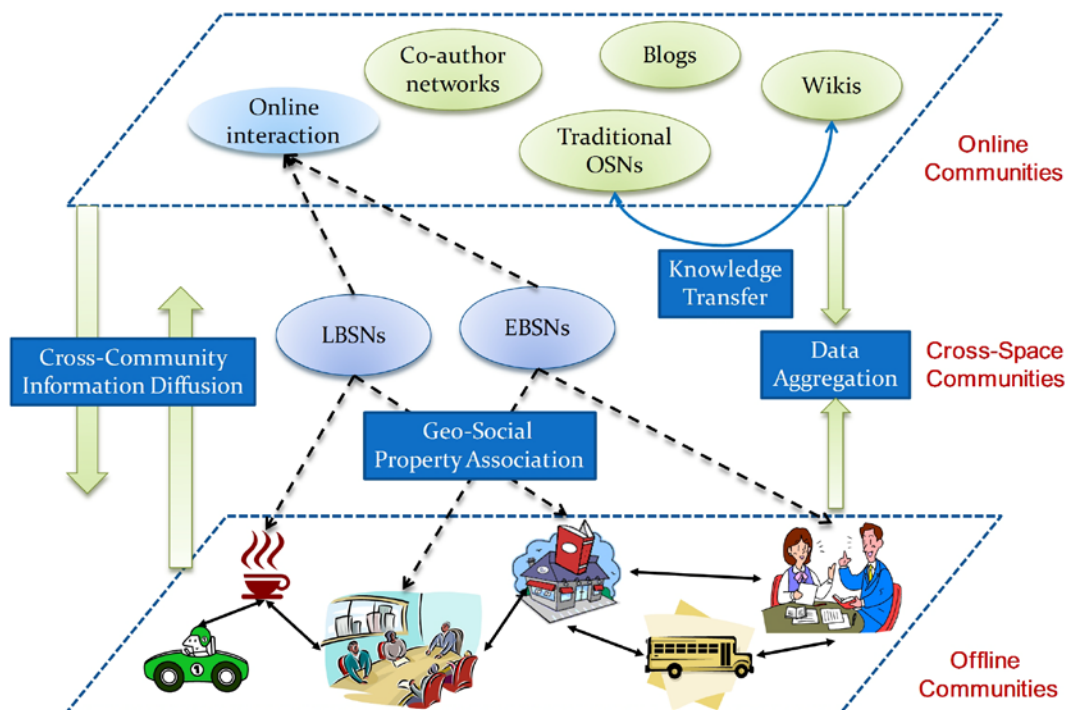 Co-author
networks
Blogs
Wikis
Online
interaction
Traditional
OSNs
Online
Communities
Knowledge
Transfer
LBSNs
EBSNs
Cross-Community
Information Diffusion
Data
Aggregation
Cross-Space
Communities
Geo-Social
Property Association
1
Offline
Communities